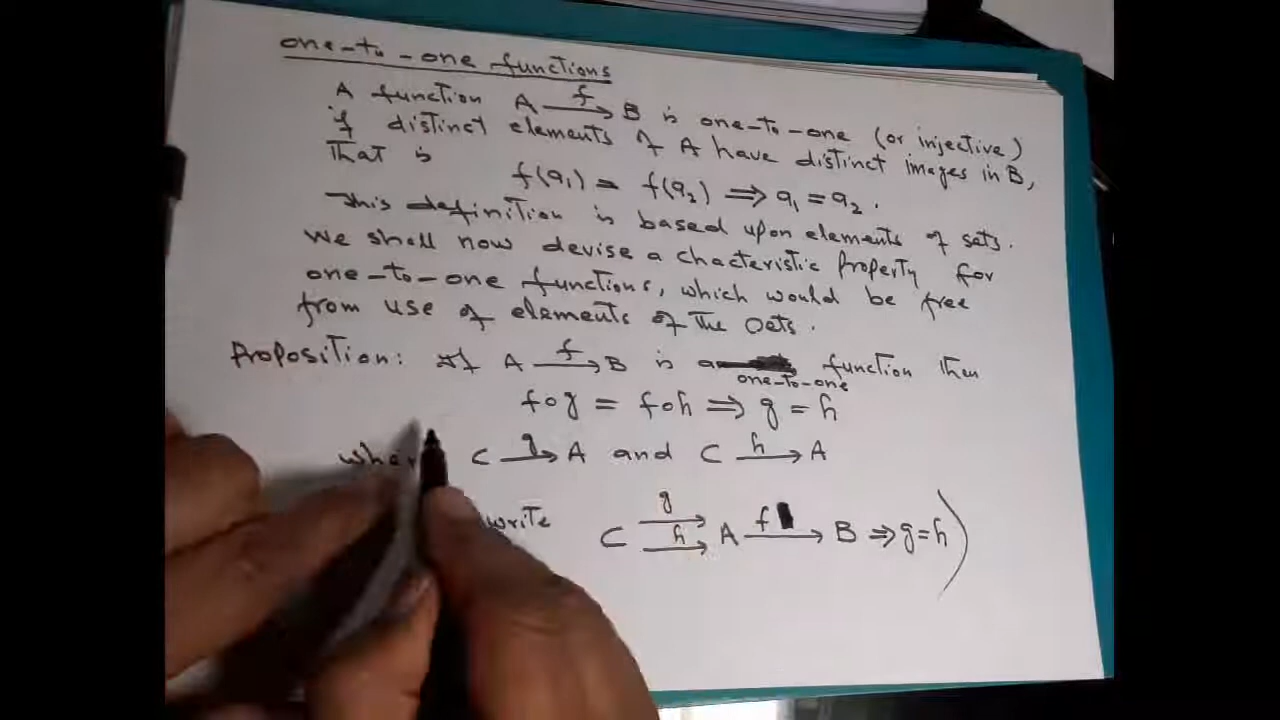 one-to-one functions
A function A f→ B is one-to-one (or injective)
if distinct elements of A have distinct images in B,
That is
f(a₁) = f(a₂) ⇒ a₁ = a₂.
This definition is based upon elements of sets.
We shall now devise a chacteristic Property for
one-to-one functions, which would be free
from use of elements of the sets.
Proposition: If A f→ B is a one-to-one function then
fog = foh ⇒ g = h
where C g→ A and C h→ A
write C g→ h→ A f→ B ⇒ g=h)